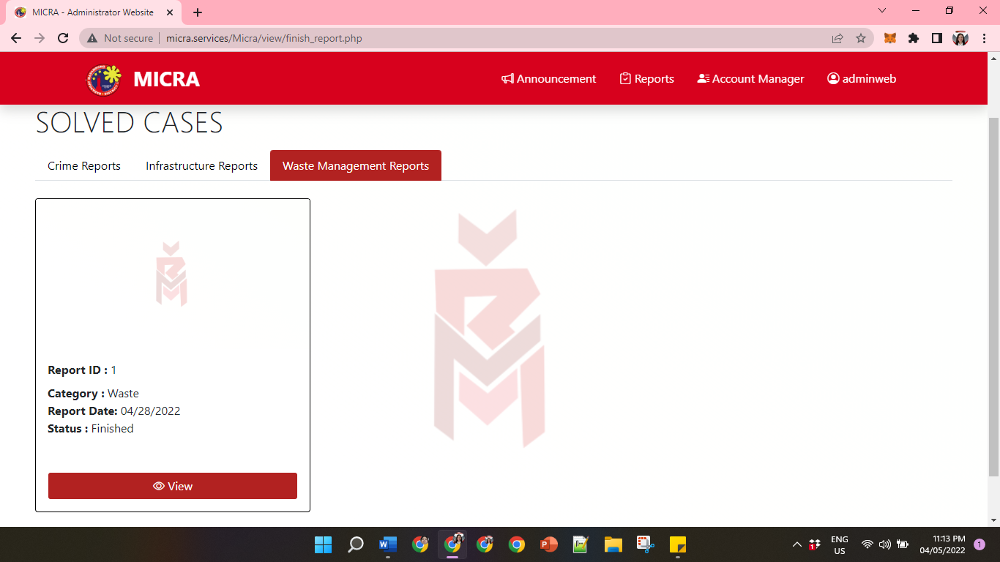 MICRA - Administrator Website
Not secure
micra.services/Micra/view/finish_report.php
MICRA
Announcement
Reports
Account Manager
adminweb
SOLVED CASES
Crime Reports
Infrastructure Reports
Waste Management Reports
Report ID : 1
Category : Waste
Report Date: 04/28/2022
Status : Finished
View
1
ENG
US
11:13 PM
04/05/2022
1